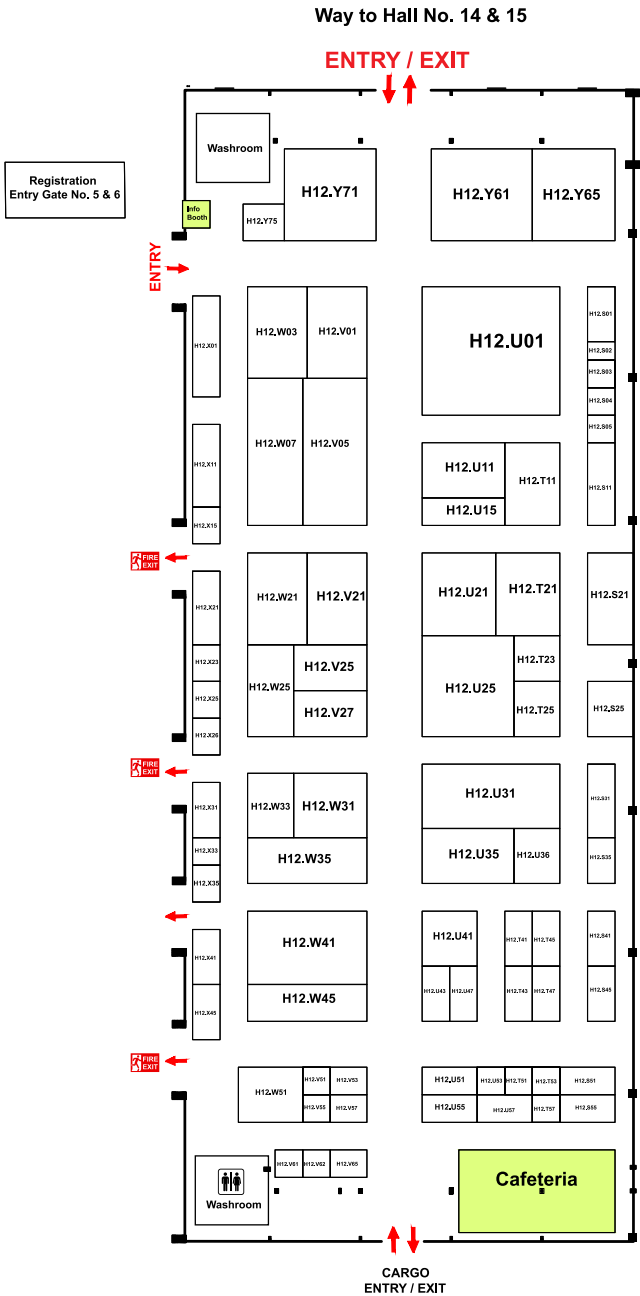 Way to Hall No. 14 & 15
ENTRY / EXIT
Washroom
Registration
Entry Gate No. 5 & 6
H12.Y71
H12.Y61
H12.Y65
Info
Booth
H12.Y75
ENTRY
H12.X01
H12.W03
H12.V01
H12.U01
H12.S01
H12.S02
H12.S03
H12.S04
H12.S05
H12.W07
H12.V05
H12.X11
H12.U11
H12.T11
H12.S11
H12.U15
H12.X15
FIRE
EXIT
H12.X21
H12.W21
H12.V21
H12.U21
H12.T21
H12.S21
H12.X23
H12.V25
H12.T23
H12.W25
H12.U25
H12.X25
H12.V27
H12.T25
H12.S25
H12.X26
FIRE
EXIT
H12.X31
H12.W33
H12.W31
H12.U31
H12.S31
H12.X33
H12.W35
H12.U35
H12.U36
H12.S35
H12.X35
H12.X41
H12.W41
H12.U41
H12.T41
H12.T45
H12.S41
H12.X45
H12.W45
H12.U43
H12.U47
H12.T43
H12.T47
H12.S45
FIRE
EXIT
H12.W51
H12.V51
H12.V53
H12.U51
H12.U53
H12.T51
H12.T53
H12.S51
H12.V55
H12.V57
H12.U55
H12.U57
H12.T57
H12.S55
H12.V61
H12.V62
H12.V65
Washroom
Cafeteria
CARGO
ENTRY / EXIT